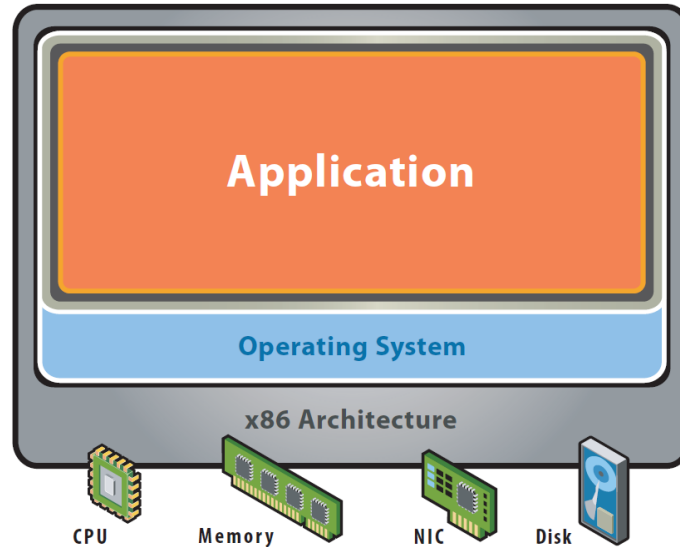 Application
Operating System
x86 Architecture
CPU Memory NIC Disk